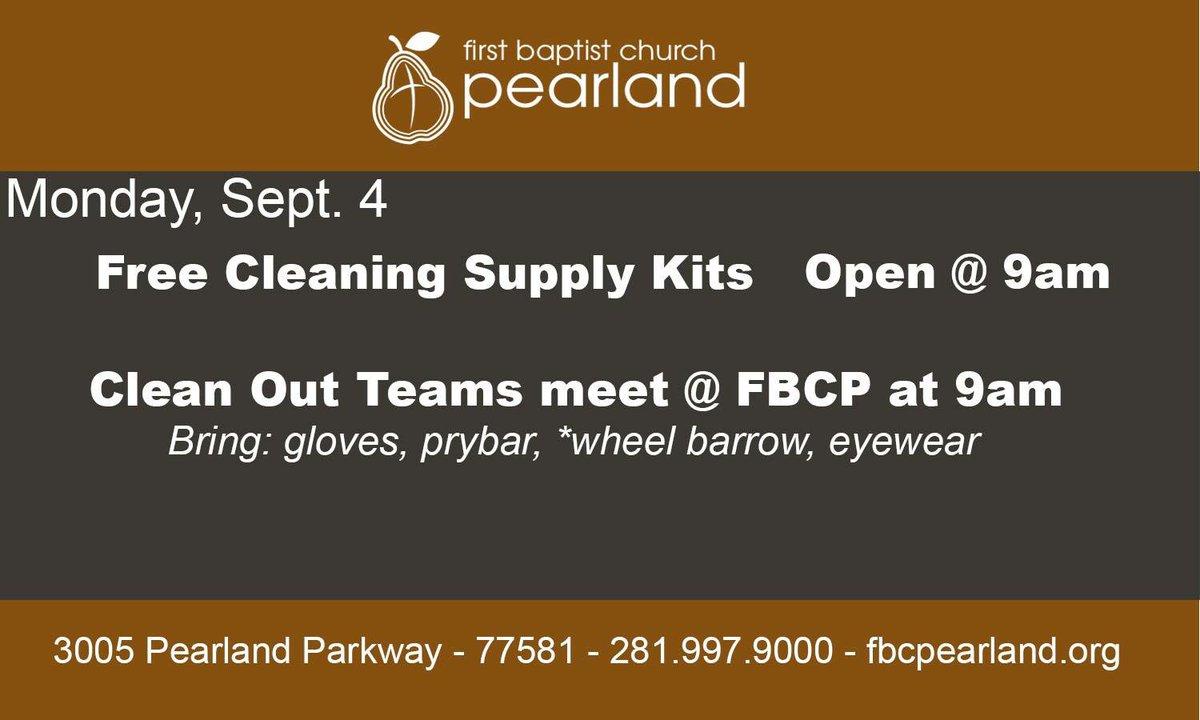 first baptist church
pearland
Monday, Sept. 4
Free Cleaning Supply Kits Open @ 9am
Clean Out Teams meet @ FBCP at 9am
Bring: gloves, prybar, *wheel barrow, eyewear
3005 Pearland Parkway - 77581 - 281.997.9000 - fbcpearland.org